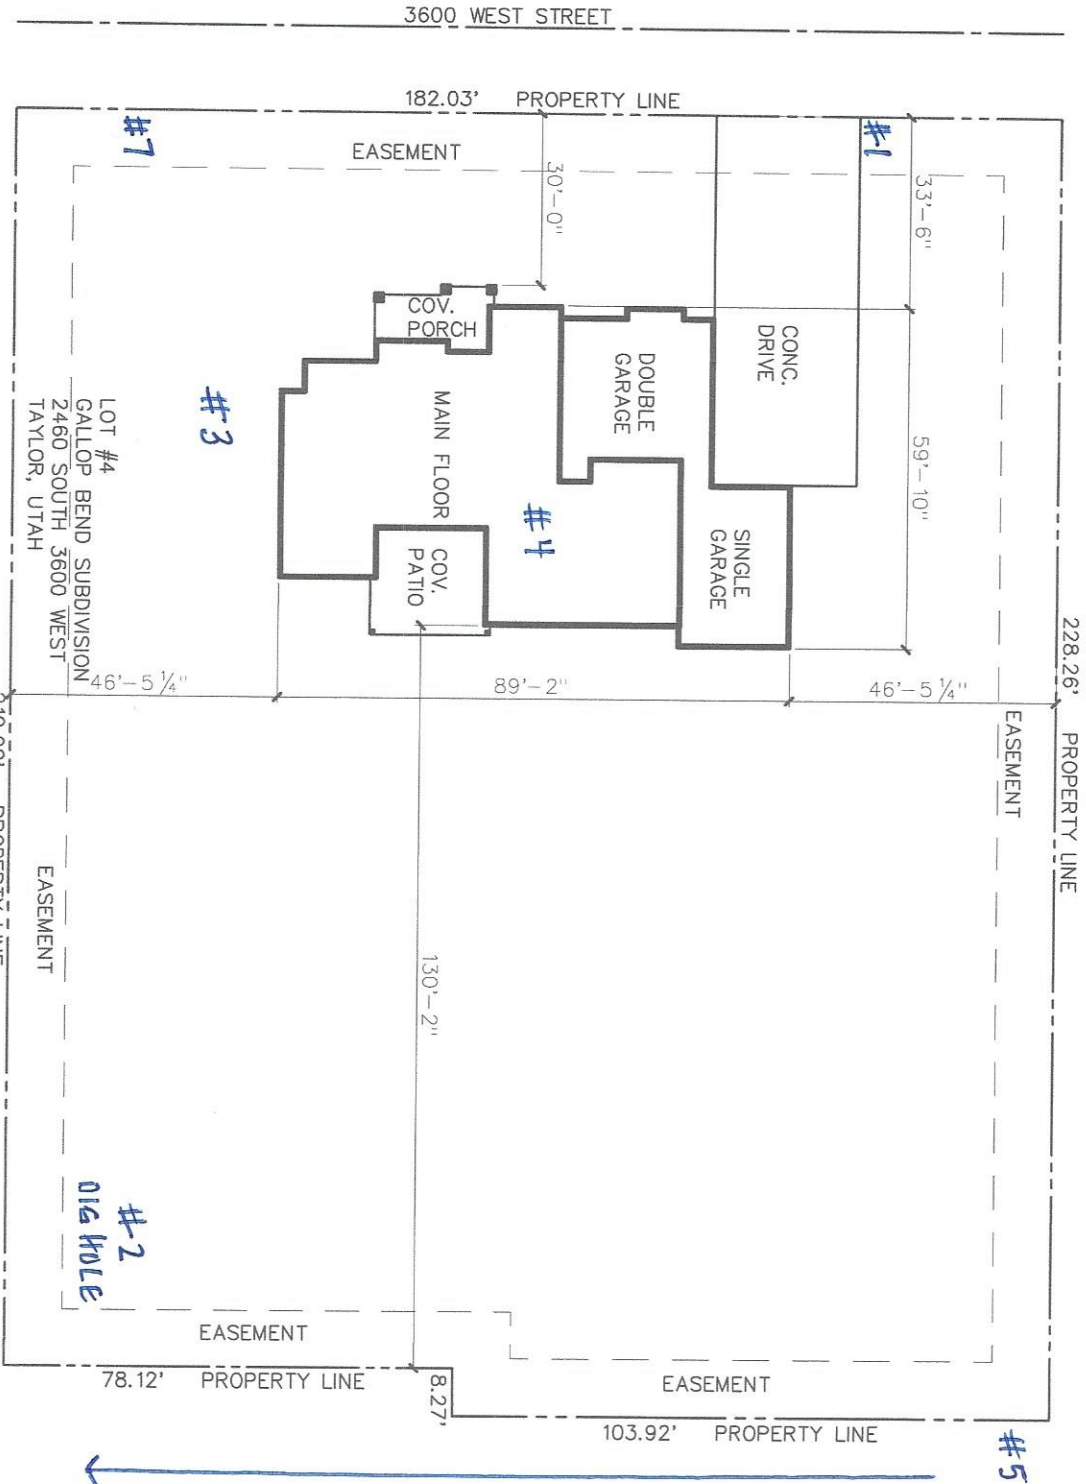 3600 WEST STREET
182.03' PROPERTY LINE
#7
#1
EASEMENT
30'-0"
33'-6"
COV.
PORCH
CONC.
DRIVE
DOUBLE
GARAGE
MAIN FLOOR
#3
59'-10"
#4
SINGLE
GARAGE
COV.
PATIO
LOT #4
GALLOP BEND SUBDIVISION
2460 SOUTH 3600 WEST
TAYLOR, UTAH
228.26' PROPERTY LINE
46'-5 1/4"
89'-2"
46'-5 1/4"
EASEMENT
PROPERTY LINE
EASEMENT
130'-2"
#2
DIG HOLE
EASEMENT
EASEMENT
78.12' PROPERTY LINE
8.27'
103.92' PROPERTY LINE
#5